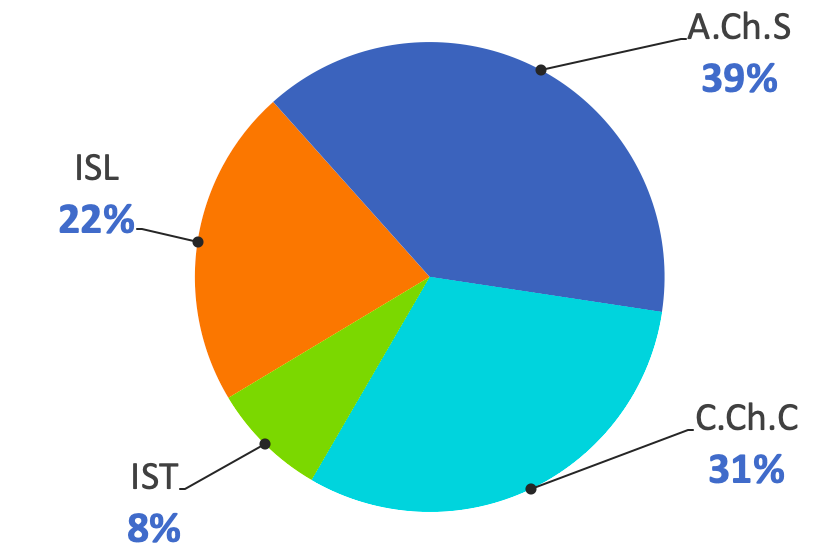 A.Ch.S
39%
ISL
22%
C.Ch.C
31%
IST
8%